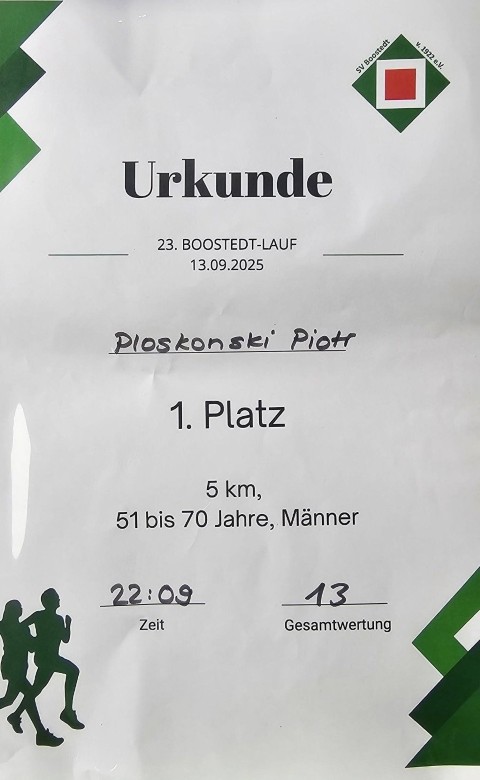 SV Boostedt v. 1922 e.V.
Urkunde
23. BOOSTEDT-LAUF
13.09.2025
Ploskonski Piotr
1. Platz
5 km,
51 bis 70 Jahre, Männer
22:09 13
Zeit Gesamtwertung